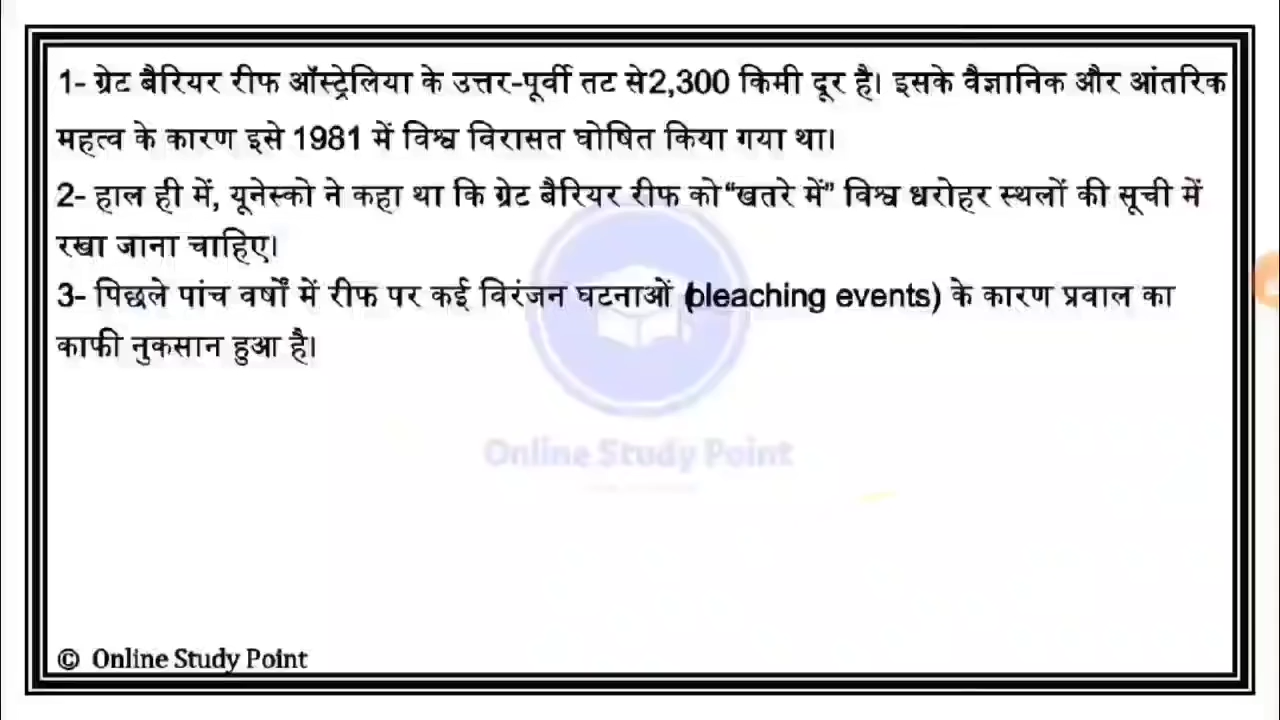 1- ग्रेट बैरियर रीफ ऑस्ट्रेलिया के उत्तर-पूर्वी तट से2,300 किमी दूर है। इसके वैज्ञानिक और आंतरिक
महत्व के कारण इसे 1981 में विश्व विरासत घोषित किया गया था।
2- हाल ही में, यूनेस्को ने कहा था कि ग्रेट बैरियर रीफ को“खतरे में” विश्व धरोहर स्थलों की सूची में
रखा जाना चाहिए।
3- पिछले पांच वर्षों में रीफ पर कई विरंजन घटनाओं (bleaching events) के कारण प्रवाल का
काफी नुकसान हुआ है।
Online Study Point
© Online Study Point